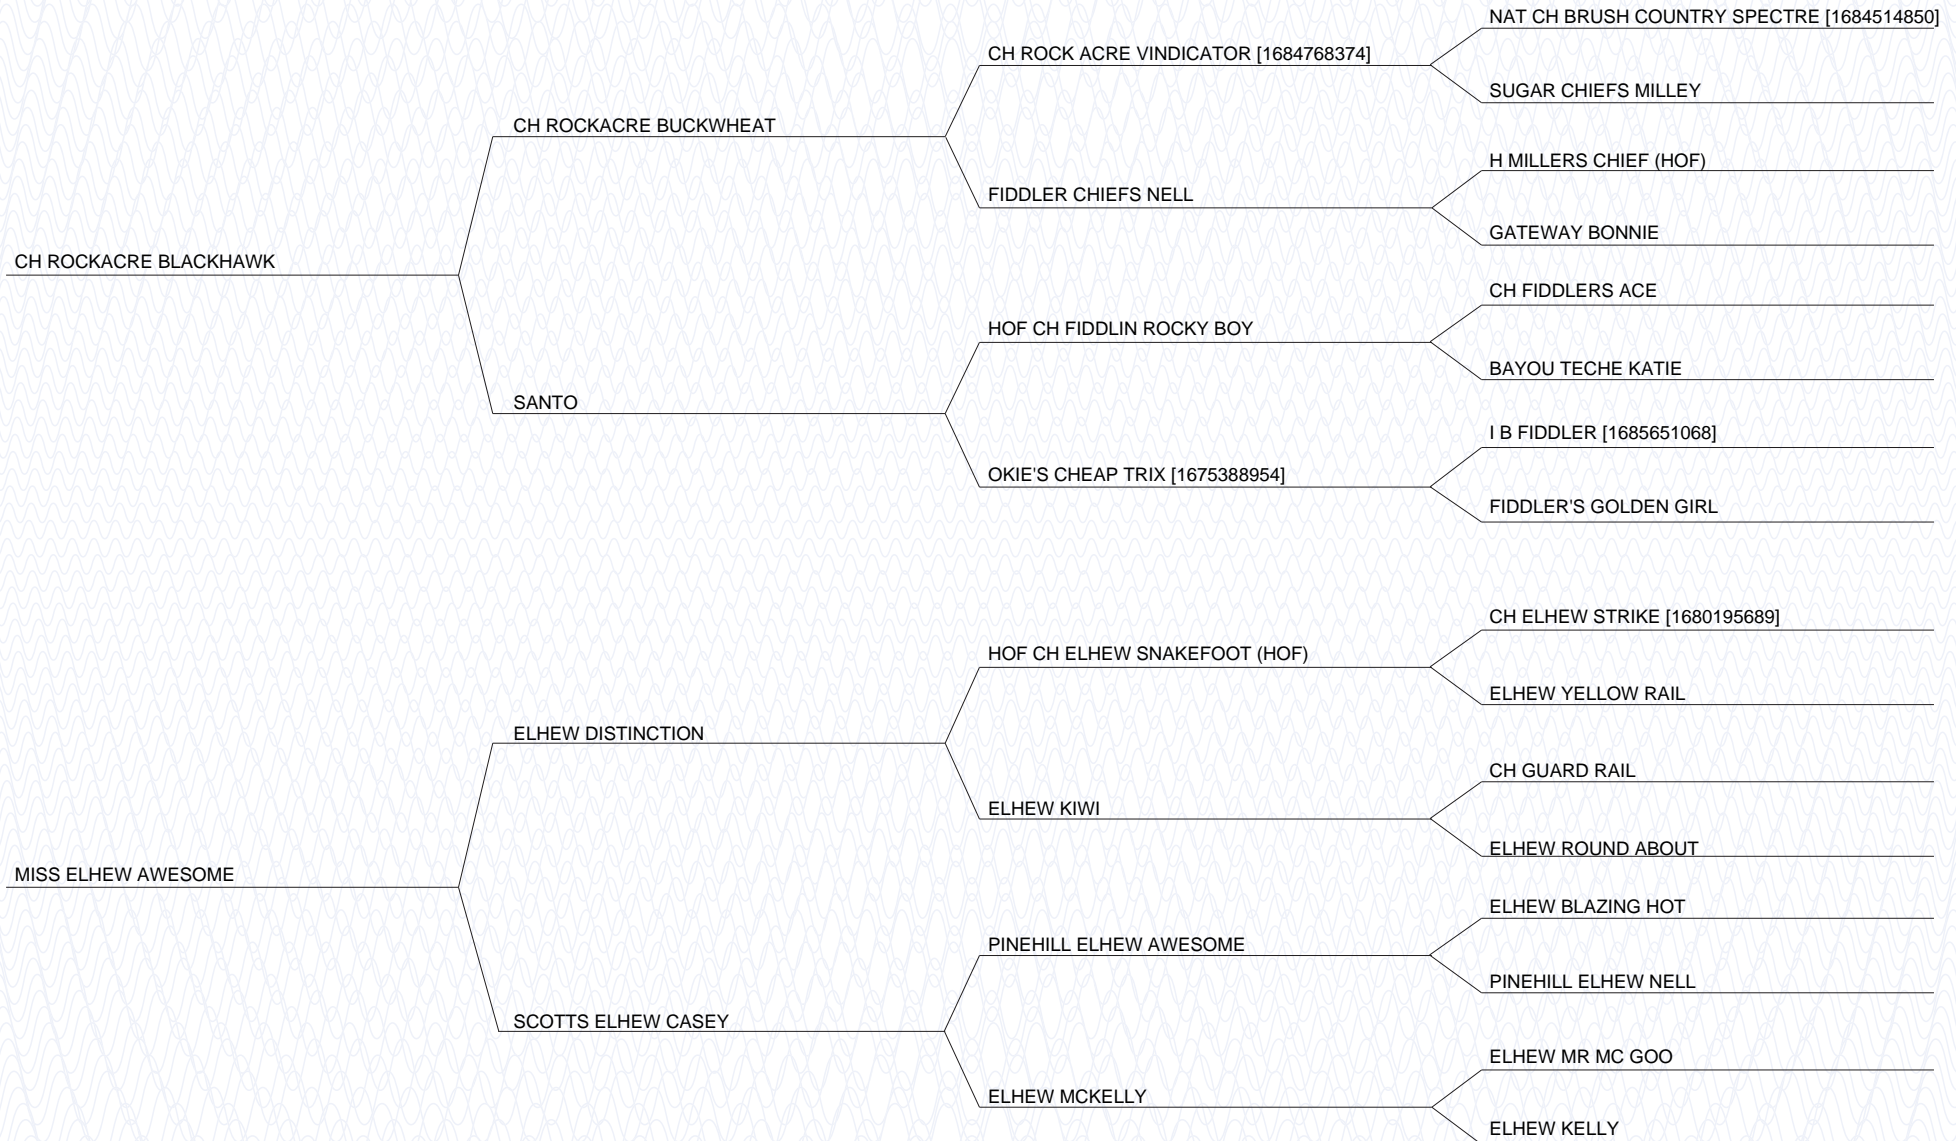 NAT CH BRUSH COUNTRY SPECTRE [1684514850]
CH ROCK ACRE VINDICATOR [1684768374]
SUGAR CHIEFS MILLEY
CH ROCKACRE BUCKWHEAT
H MILLERS CHIEF (HOF)
FIDDLER CHIEFS NELL
GATEWAY BONNIE
CH ROCKACRE BLACKHAWK
CH FIDDLERS ACE
HOF CH FIDDLIN ROCKY BOY
BAYOU TECHE KATIE
SANTO
I B FIDDLER [1685651068]
OKIE'S CHEAP TRIX [1675388954]
FIDDLER'S GOLDEN GIRL
CH ELHEW STRIKE [1680195689]
HOF CH ELHEW SNAKEFOOT (HOF)
ELHEW YELLOW RAIL
ELHEW DISTINCTION
CH GUARD RAIL
ELHEW KIWI
ELHEW ROUND ABOUT
MISS ELHEW AWESOME
ELHEW BLAZING HOT
PINEHILL ELHEW AWESOME
PINEHILL ELHEW NELL
SCOTTS ELHEW CASEY
ELHEW MR MC GOO
ELHEW MCKELLY
ELHEW KELLY